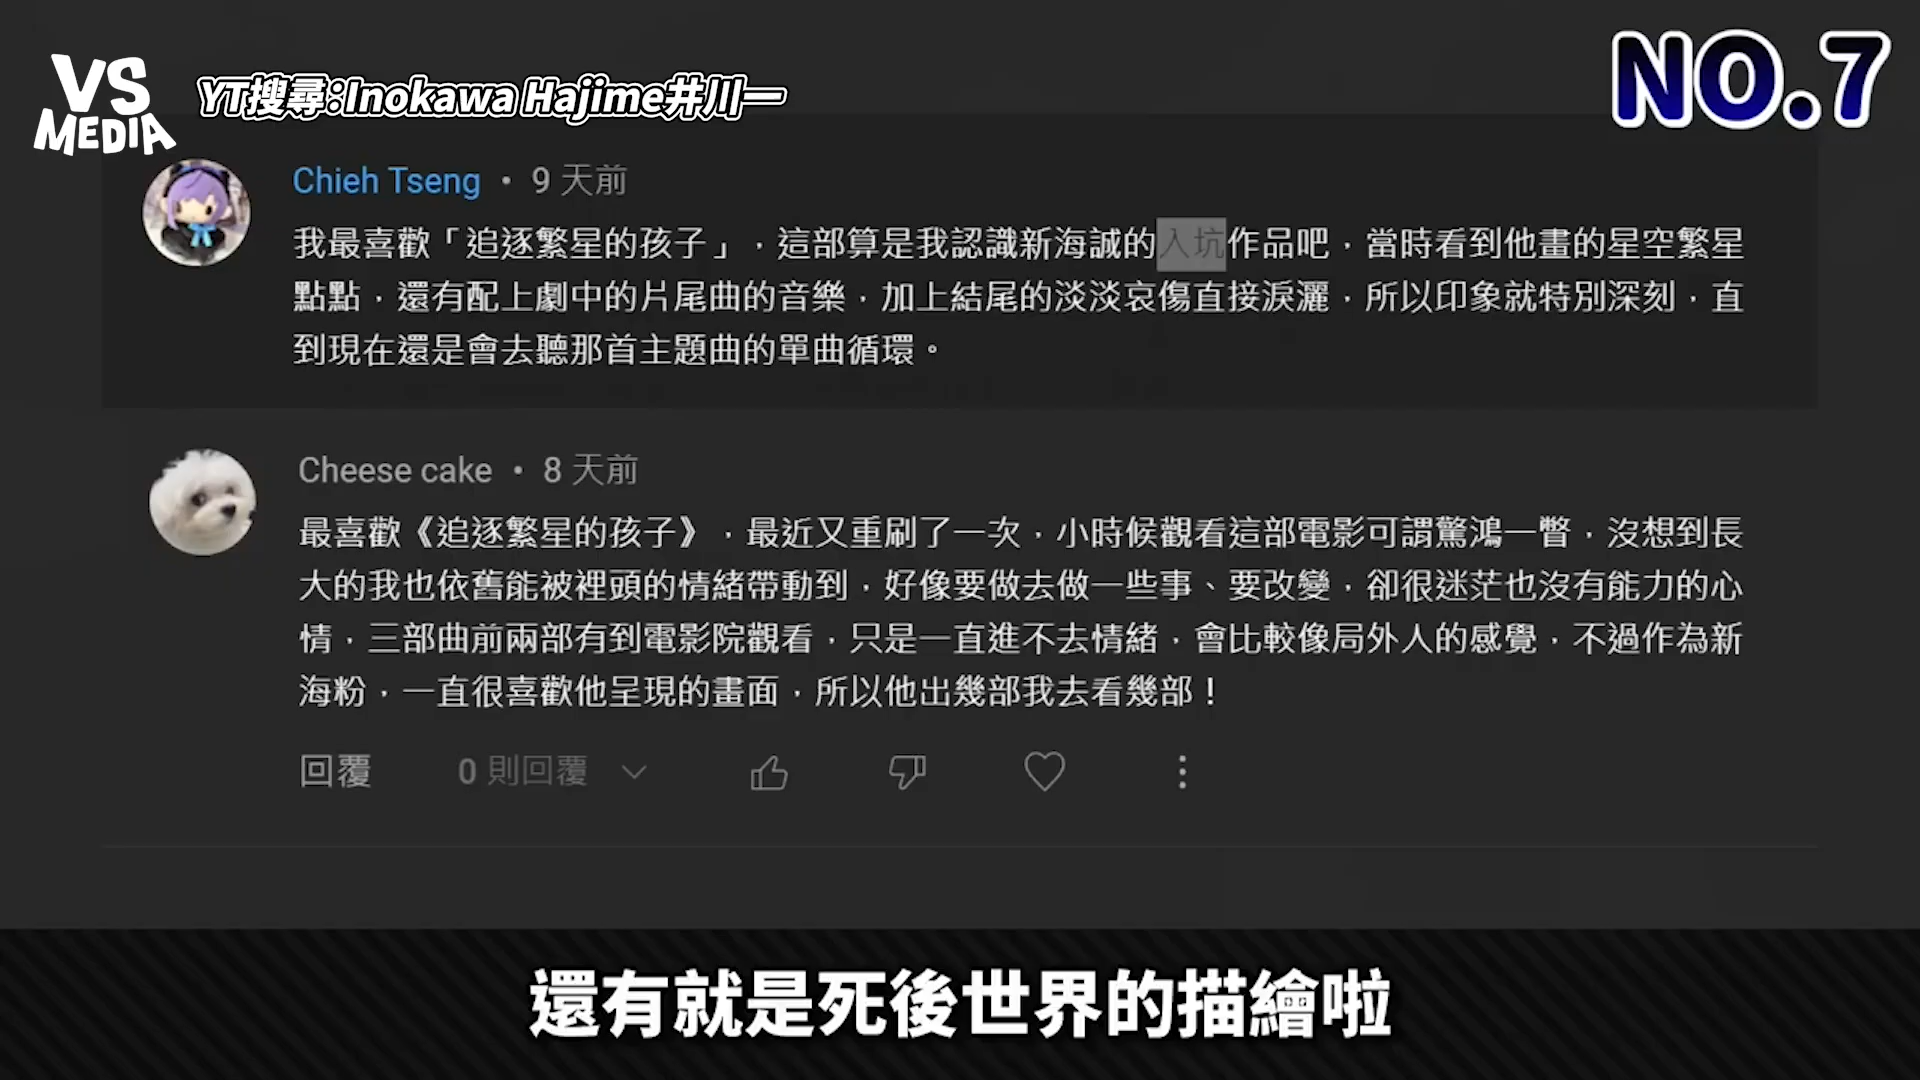 VS
MEDIA
YT搜尋:Inokawa Hajime井川一
NO.7
Chieh Tseng • 9 天前
我最喜歡「追逐繁星的孩子」，這部算是我認識新海誠的入坑作品吧，當時看到他畫的星空繁星
點點，還有配上劇中的片尾曲的音樂，加上結尾的淡淡哀傷直接淚灑，所以印象就特別深刻，直
到現在還是會去聽那首主題曲的單曲循環。
Cheese cake • 8 天前
最喜歡《追逐繁星的孩子》，最近又重刷了一次，小時候觀看這部電影可謂驚鴻一瞥，沒想到長
大的我也依舊能被裡頭的情緒帶動到，好像要做去做一些事、要改變，卻很迷茫也沒有能力的心
情，三部曲前兩部有到電影院觀看，只是一直進不去情緒，會比較像局外人的感覺，不過作為新
海粉，一直很喜歡他呈現的畫面，所以他出幾部我去看幾部！
回覆 0 則回覆
還有就是死後世界的描繪啦